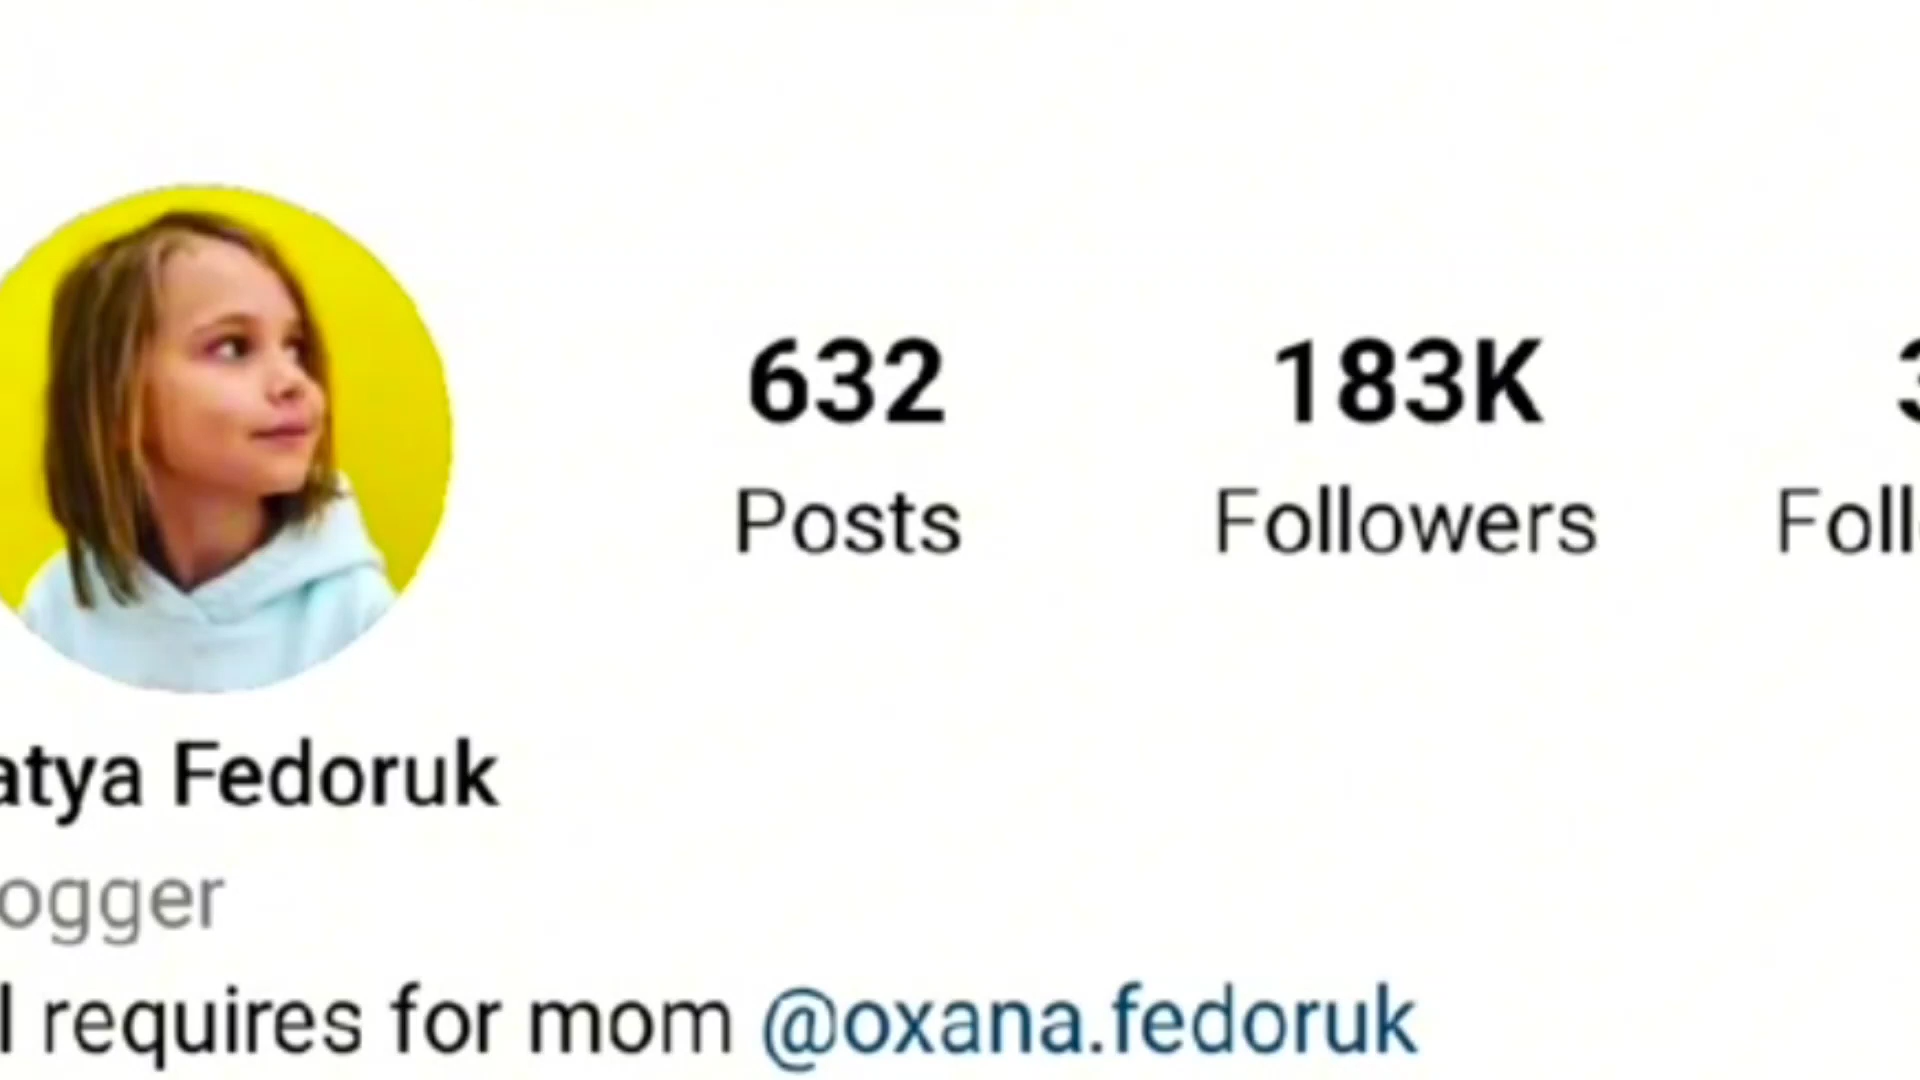 632 183K
Posts Followers
atya Fedoruk
ogger
requires for mom @oxana.fedoruk